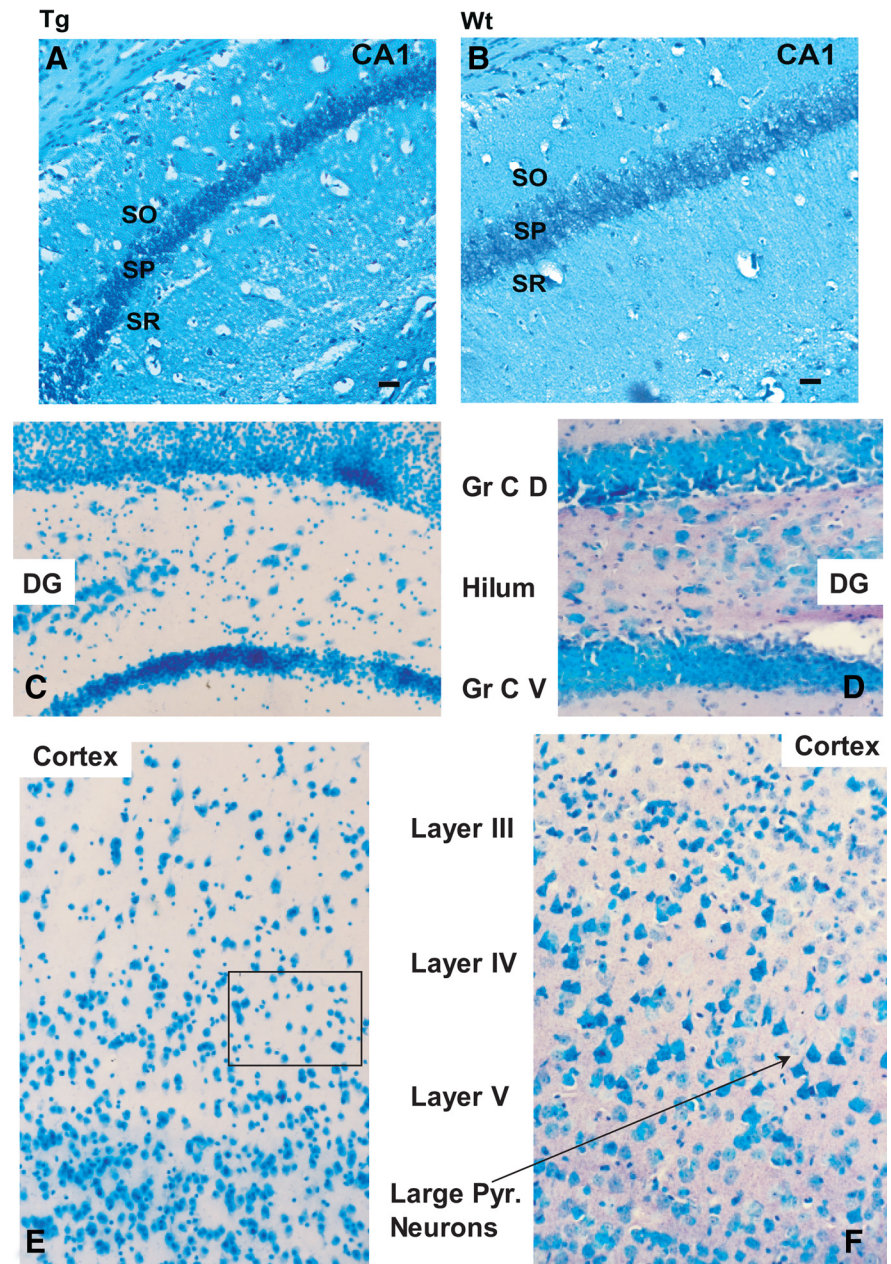 Tg
Wt
A
CA1
B
CA1
SO
SP
SR
SO
SP
SR
Gr C D
DG
Hilum
DG
C
Gr C V
D
Cortex
Cortex
Layer III
Layer IV
Layer V
Large Pyr.
Neurons
E
F